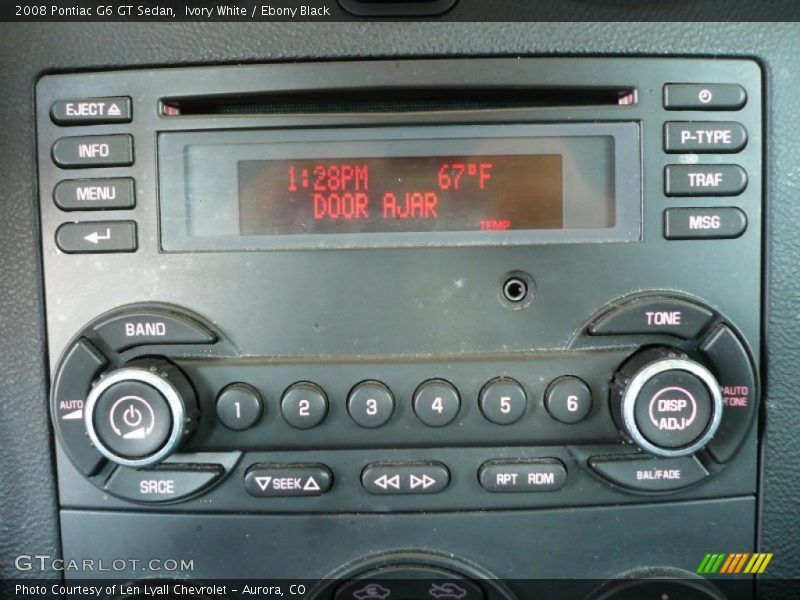 2008 Pontiac G6 GT Sedan,  Ivory White / Ebony Black
EJECT
INFO
MENU
1:28PM 67°F
DOOR AJAR
TEMP
P-TYPE
TRAF
MSG
BAND
TONE
AUTO
AUTO TONE
1 2 3 4 5 6
DISP
ADJ
SRCE
SEEK
RPT RDM
BAL/FADE
GTCARLOT.COM
Photo Courtesy of Len Lyall Chevrolet - Aurora, CO